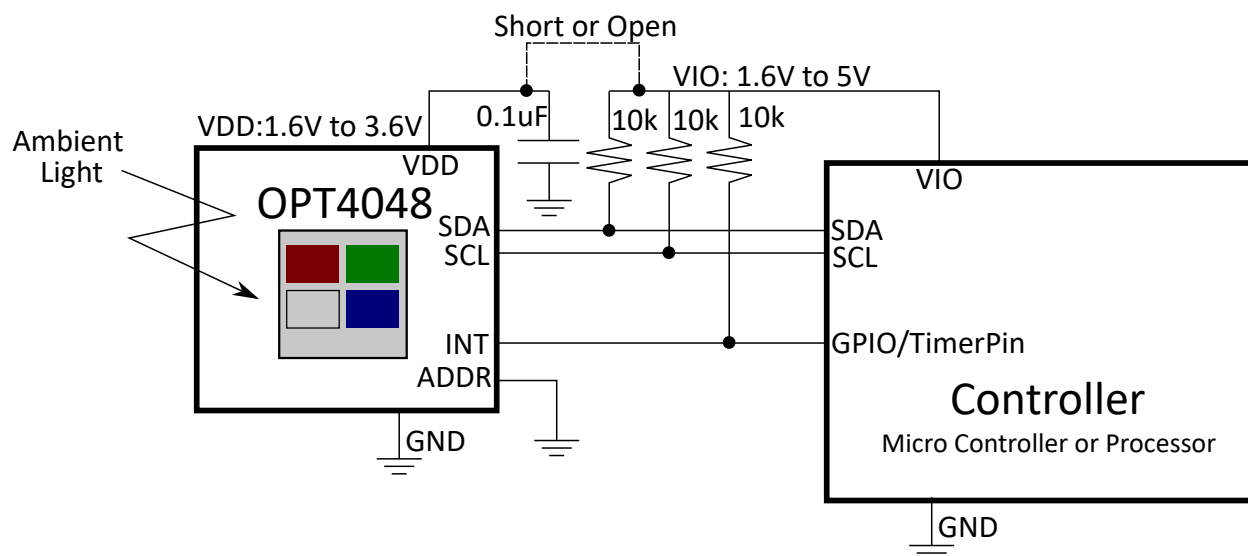 Short or Open
VIO: 1.6V to 5V
VDD:1.6V to 3.6V
0.1uF
10k
10k
10k
Ambient
Light
VDD
VIO
OPT4048
SDA
SCL
SDA
SCL
INT
GPIO/TimerPin
ADDR
Controller
Micro Controller or Processor
GND
GND